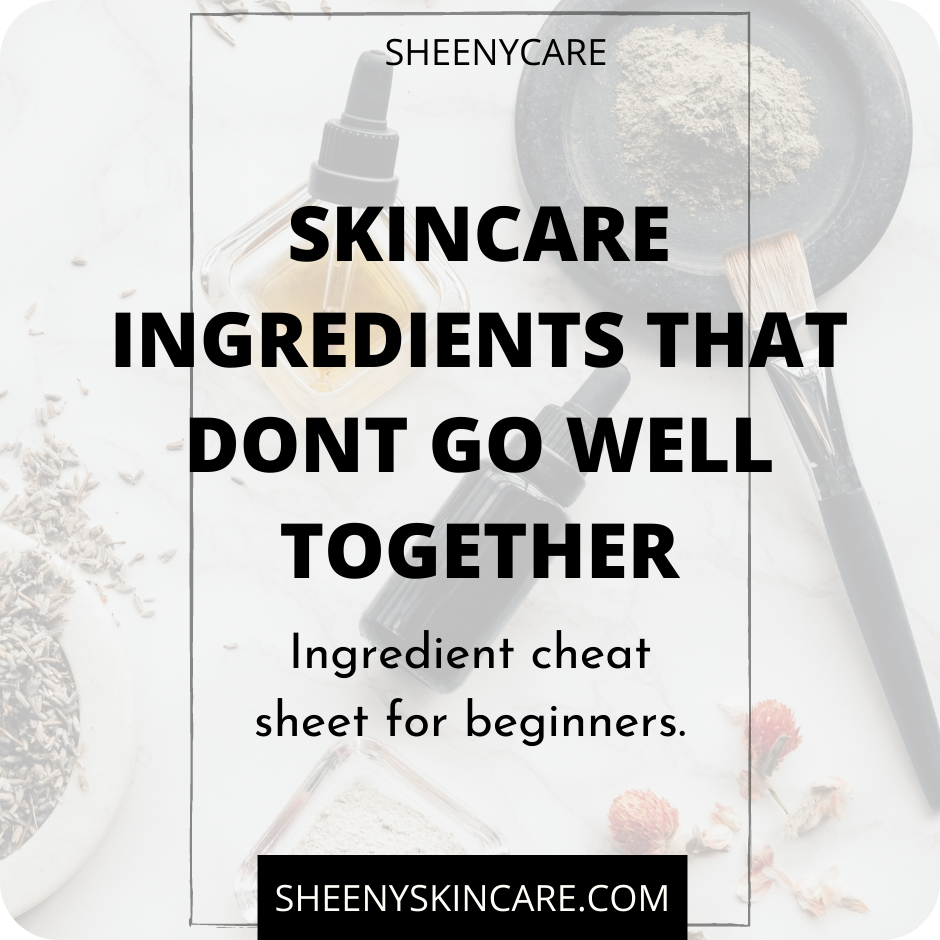 SHEENYCARE
SKINCARE
INGREDIENTS THAT
DONT GO WELL
TOGETHER
Ingredient cheat
sheet for beginners.
SHEENYSKINCARE.COM